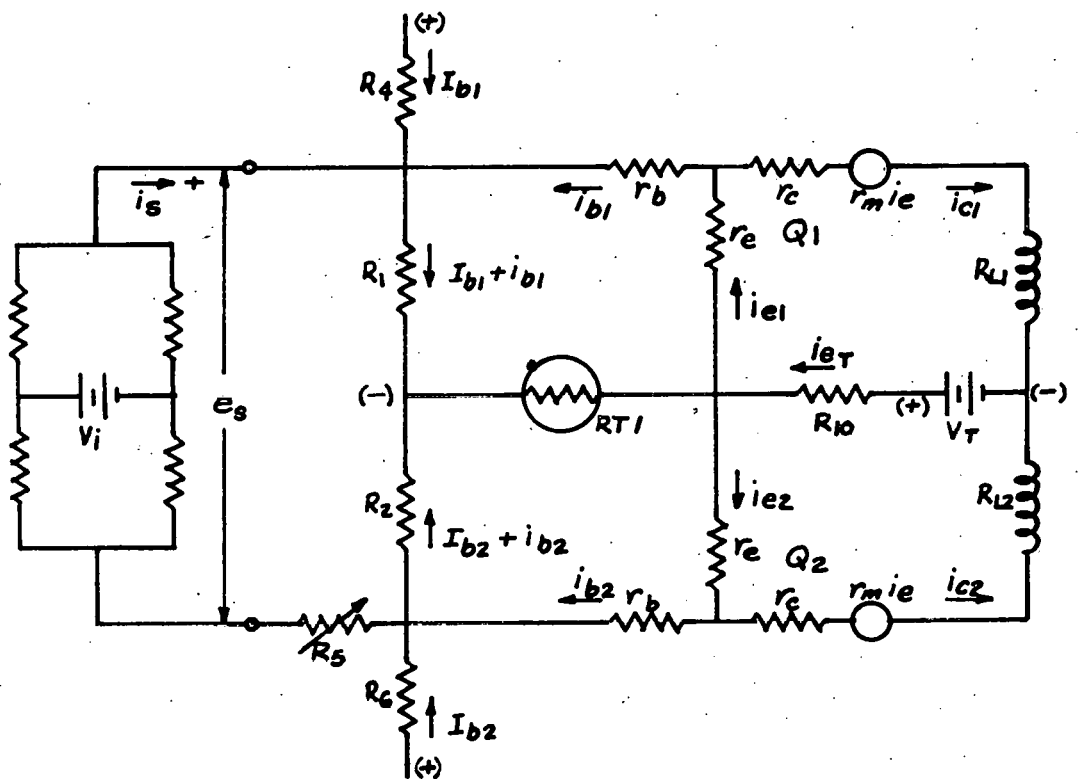 (+)
R4 Ib1
is + ib1 rb rc rmie ic1
re Q1
R1 Ib1 + ib1 RL1
ie1
ieT
es (-) (+) (-)
Vi RT1 R10 VT
R2 ie2 RL2
Ib2 + ib2
re Q2
ib2 rb rc rmie ic2
R5
R6 Ib2
(+)